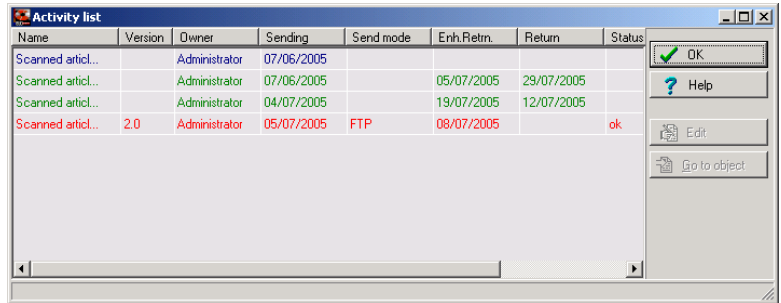 Activity list
Name Version Owner Sending Send mode Enh.Retrn. Return Status
Scanned articl... Administrator 07/06/2005
Scanned articl... Administrator 07/06/2005 05/07/2005 29/07/2005
Scanned articl... Administrator 04/07/2005 19/07/2005 12/07/2005
Scanned articl... 2.0 Administrator 05/07/2005 FTP 08/07/2005 ok
OK
Help
Edit
Go to object